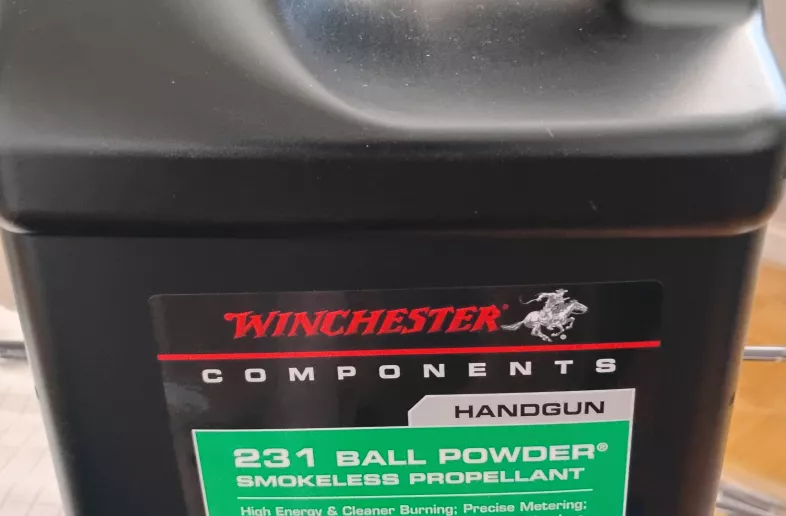 WINCHESTER®
COMPONENTS
HANDGUN
231 BALL POWDER®
SMOKELESS PROPELLANT
High Energy & Cleaner Burning; Precise Metering;